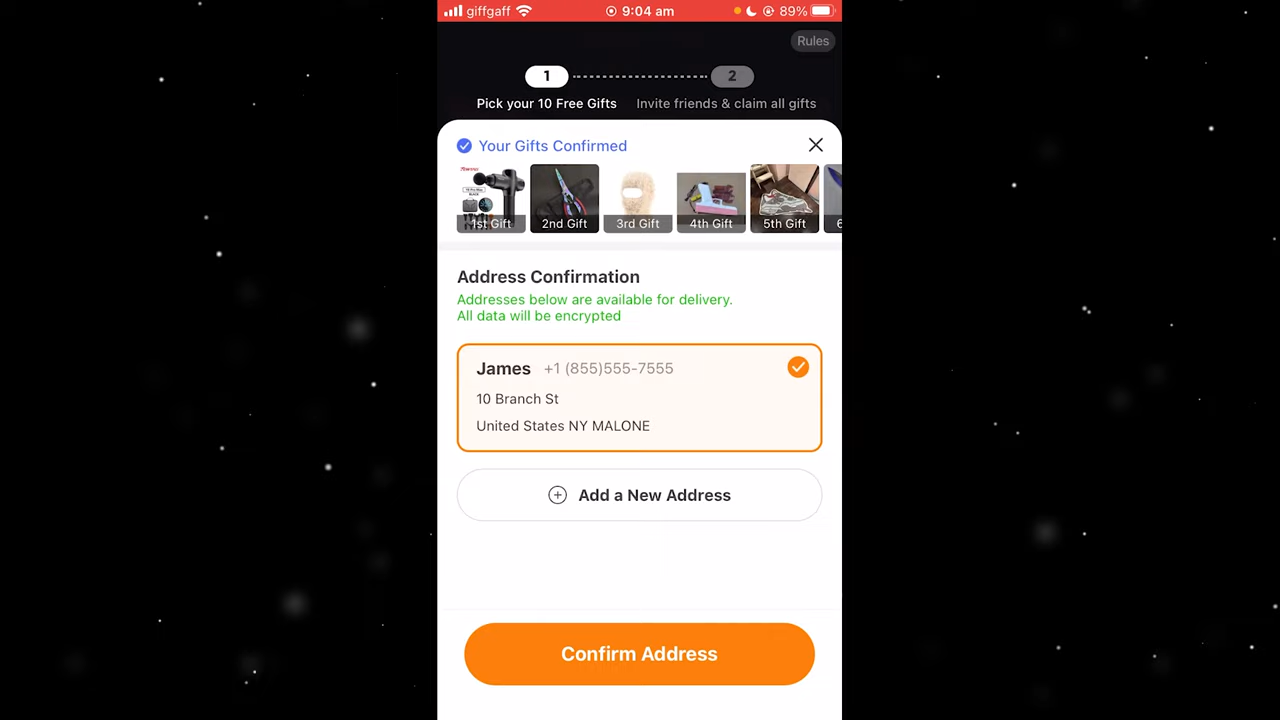 giffgaff 9:04 am 89%
Rules
1 2
Pick your 10 Free Gifts Invite friends & claim all gifts
Your Gifts Confirmed
1st Gift 2nd Gift 3rd Gift 4th Gift 5th Gift 6
Address Confirmation
Addresses below are available for delivery.
All data will be encrypted
James +1 (855)555-7555
10 Branch St
United States NY MALONE
Add a New Address
Confirm Address